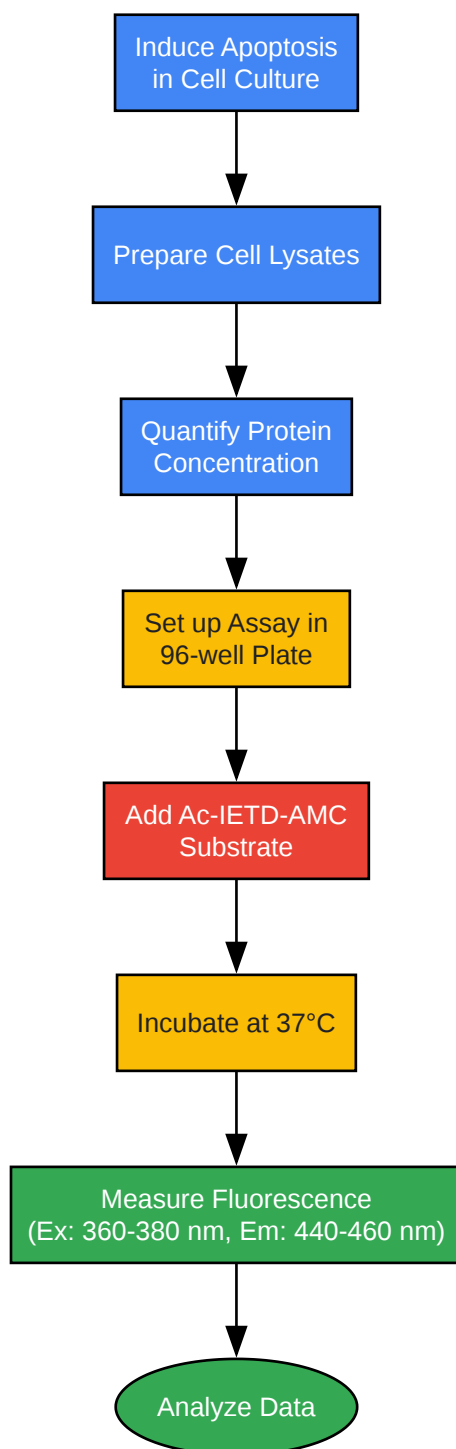 Induce Apoptosis
in Cell Culture
Prepare Cell Lysates
Quantify Protein
Concentration
Set up Assay in
96-well Plate
Add Ac-IETD-AMC
Substrate
Incubate at 37°C
Measure Fluorescence
(Ex: 360-380 nm, Em: 440-460 nm)
Analyze Data